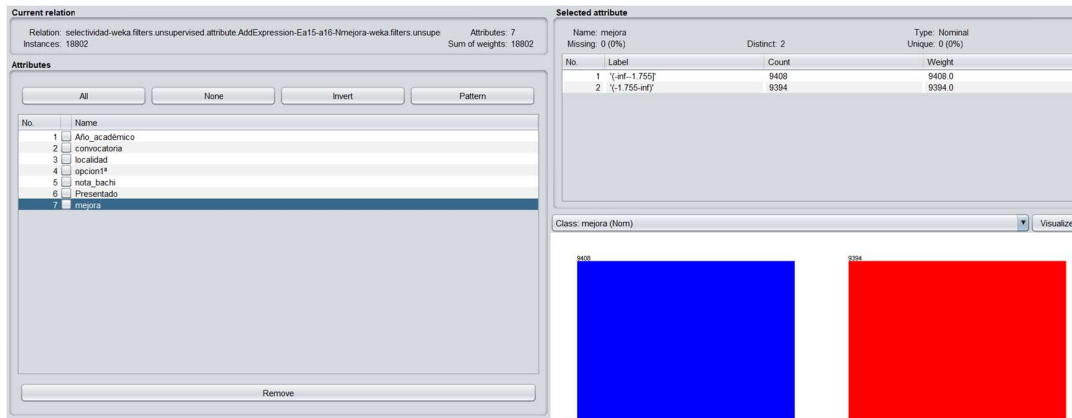 Current relation
Relation: selectividad-weka.filters.unsupervised.attribute.AddExpression-Ea15-a16-Nmejora-weka.filters.unsupe Attributes: 7
Instances: 18802 Sum of weights: 18802
Attributes
All None Invert Pattern
No. Name
1 Año_académico
2 convocatoria
3 localidad
4 opcion1ª
5 nota_bachi
6 Presentado
7 mejora
Remove
Selected attribute
Name: mejora Type: Nominal
Missing: 0 (0%) Distinct: 2 Unique: 0 (0%)
No. Label Count Weight
1 '(-inf--1.755]' 9408 9408.0
2 '(-1.755-inf)' 9394 9394.0
Class: mejora (Nom) Visualize
9408 9394